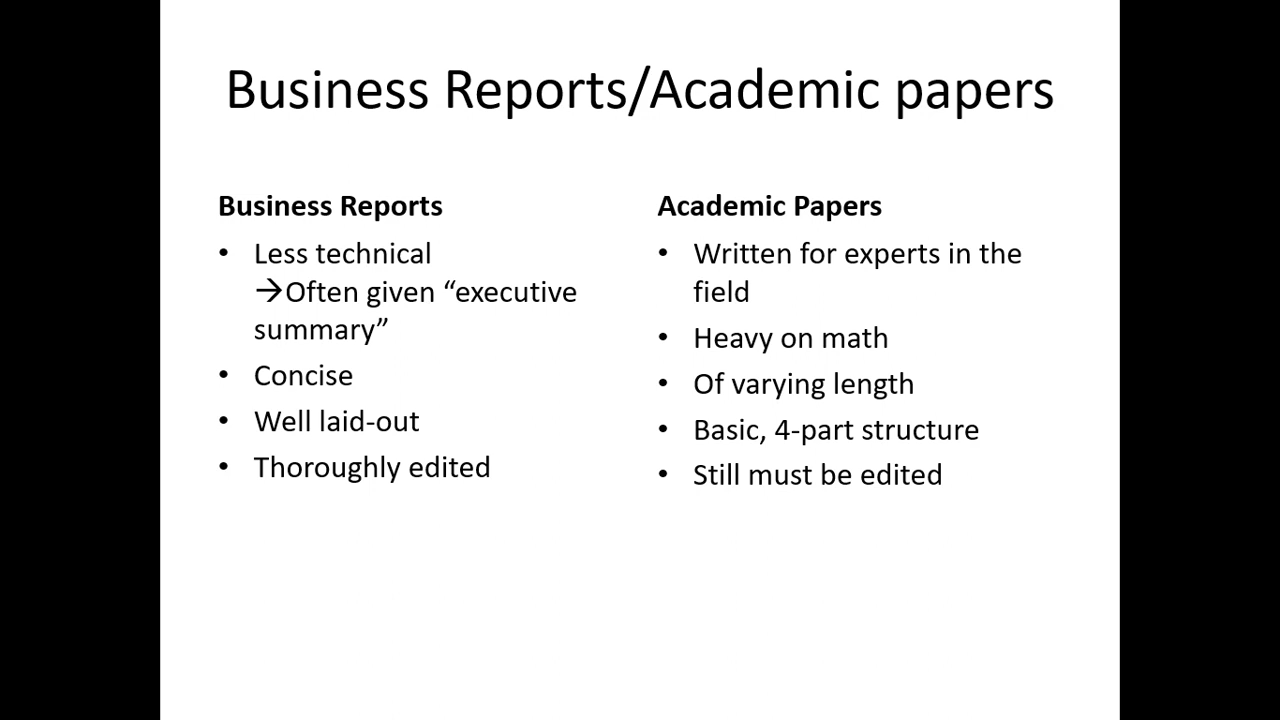 Business Reports/Academic papers
Business Reports
• Less technical
→Often given “executive
summary”
• Concise
• Well laid-out
• Thoroughly edited
Academic Papers
• Written for experts in the
field
• Heavy on math
• Of varying length
• Basic, 4-part structure
• Still must be edited